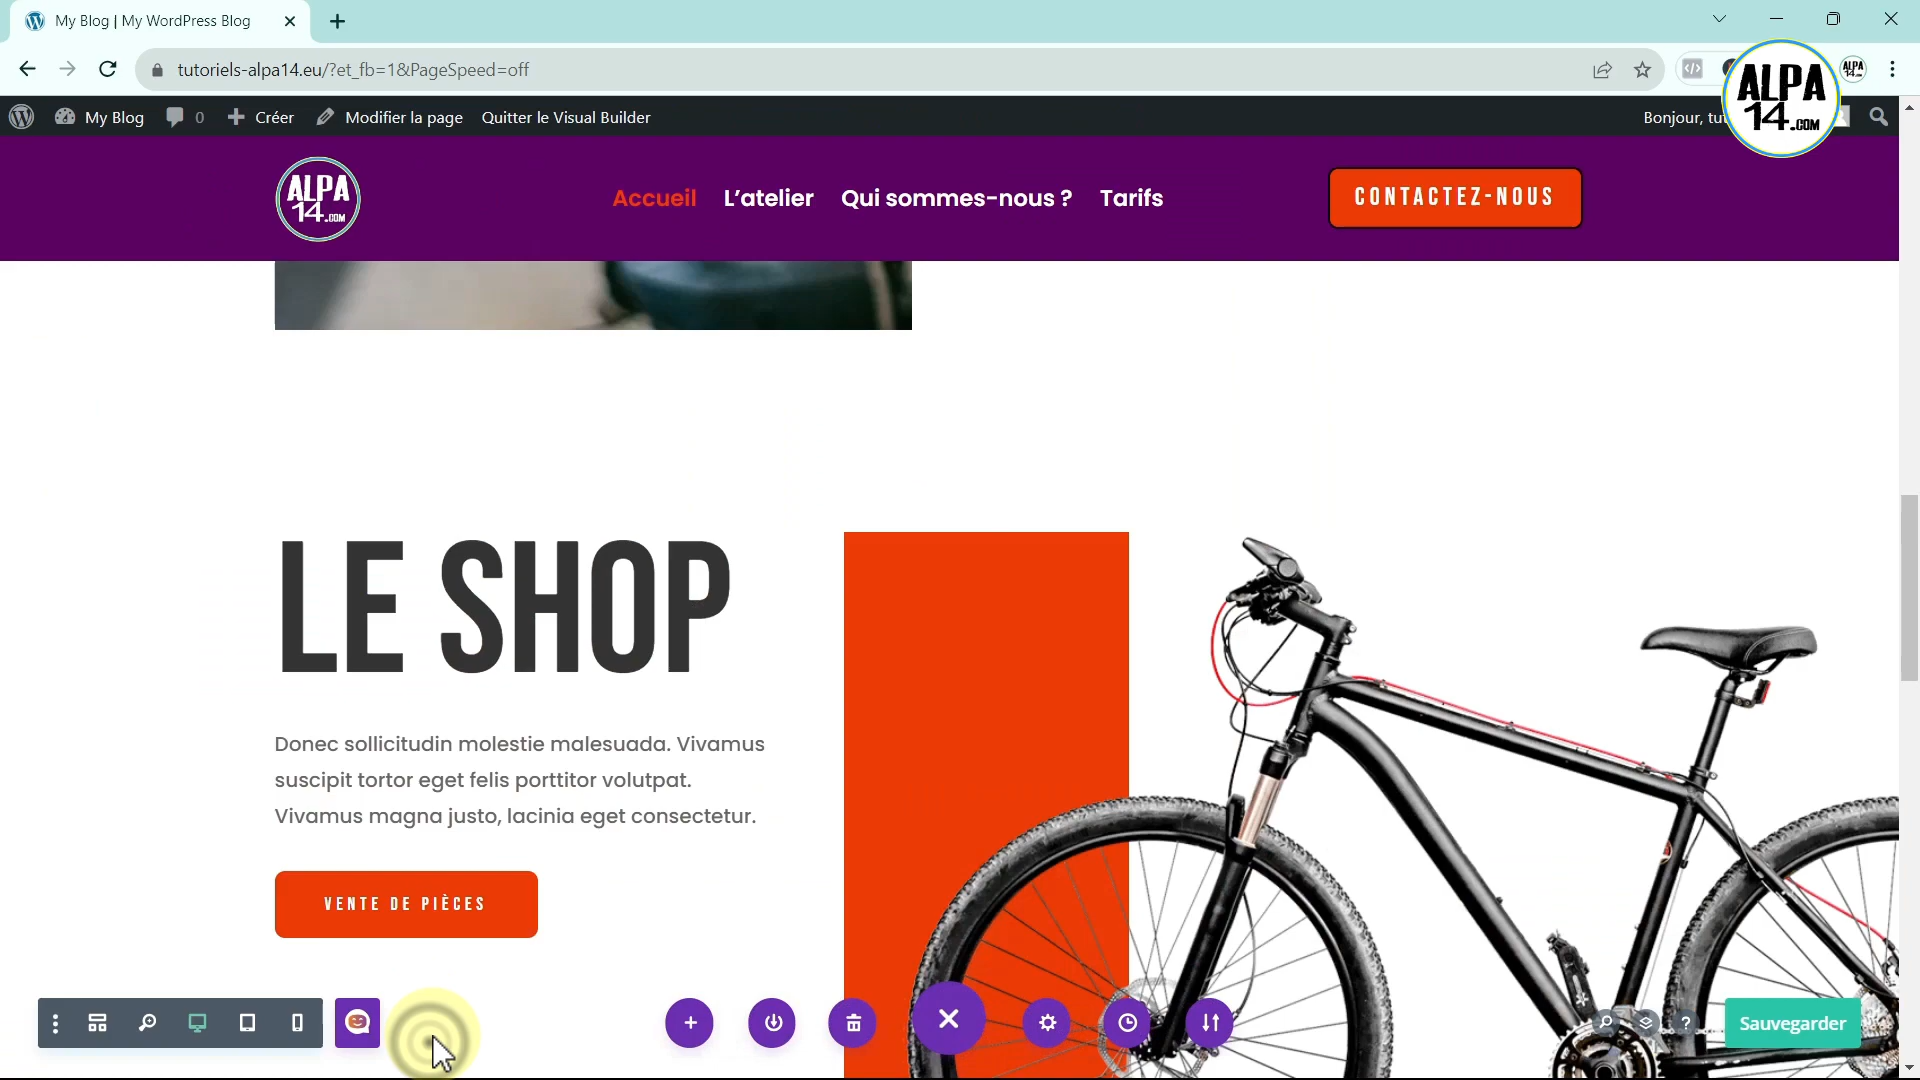 My Blog | My WordPress Blog
tutoriels-alpa14.eu/?et_fb=1&PageSpeed=off
ALPA
14.COM
My Blog
0
Créer
Modifier la page
Quitter le Visual Builder
Bonjour, tu
ALPA
14.COM
Accueil
L'atelier
Qui sommes-nous ?
Tarifs
CONTACTEZ-NOUS
LE SHOP
Donec sollicitudin molestie malesuada. Vivamus
suscipit tortor eget felis porttitor volutpat.
Vivamus magna justo, lacinia eget consectetur.
VENTE DE PIÈCES
Sauvegarder